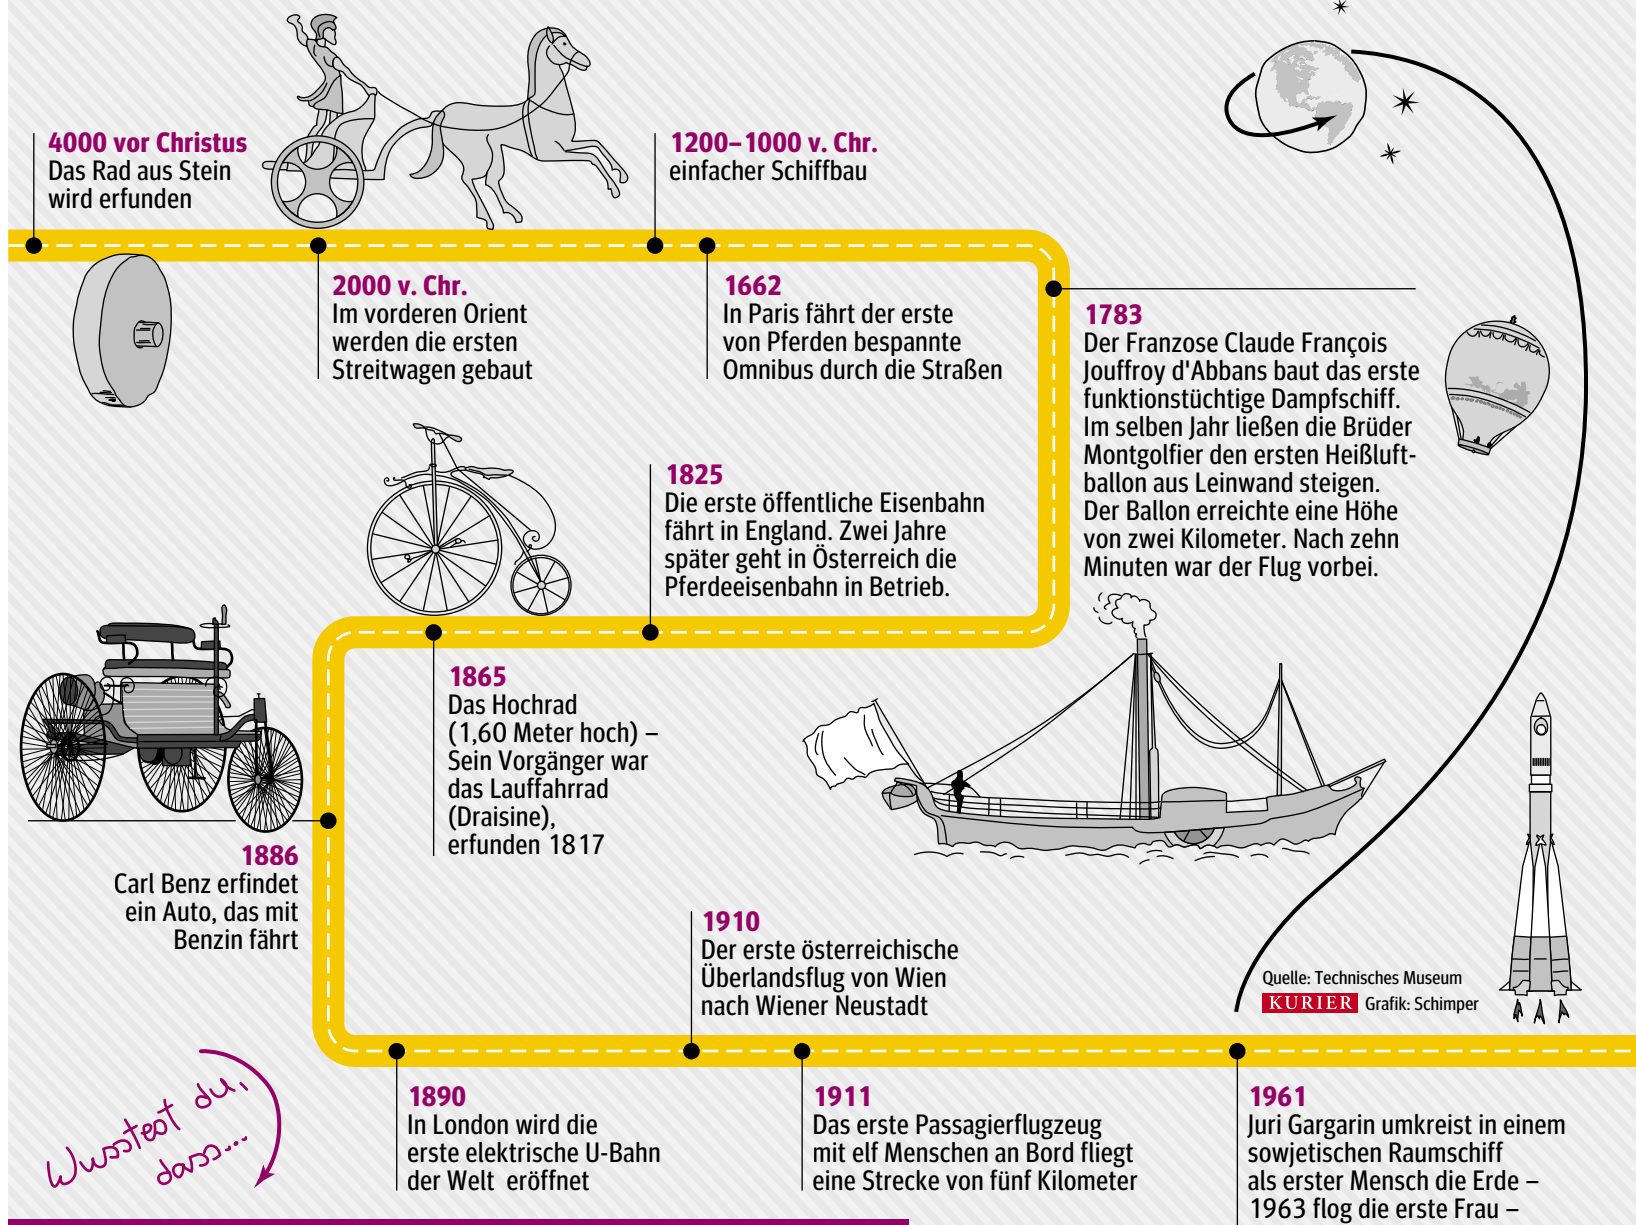 4000 vor Christus
Das Rad aus Stein
wird erfunden
2000 v. Chr.
Im vorderen Orient
werden die ersten
Streitwagen gebaut
1200–1000 v. Chr.
einfacher Schiffbau
1662
In Paris fährt der erste
von Pferden bespannte
Omnibus durch die Straßen
1783
Der Franzose Claude François
Jouffroy d'Abbans baut das erste
funktionstüchtige Dampfschiff.
Im selben Jahr ließen die Brüder
Montgolfier den ersten Heißluft-
ballon aus Leinwand steigen.
Der Ballon erreichte eine Höhe
von zwei Kilometer. Nach zehn
Minuten war der Flug vorbei.
1825
Die erste öffentliche Eisenbahn
fährt in England. Zwei Jahre
später geht in Österreich die
Pferdeeisenbahn in Betrieb.
1865
Das Hochrad
(1,60 Meter hoch) –
Sein Vorgänger war
das Lauffahrrad
(Draisine),
erfunden 1817
1886
Carl Benz erfindet
ein Auto, das mit
Benzin fährt
1890
In London wird die
erste elektrische U-Bahn
der Welt eröffnet
1910
Der erste österreichische
Überlandsflug von Wien
nach Wiener Neustadt
1911
Das erste Passagierflugzeug
mit elf Menschen an Bord fliegt
eine Strecke von fünf Kilometer
1961
Juri Gargarin umkreist in einem
sowjetischen Raumschiff
als erster Mensch die Erde –
1963 flog die erste Frau –
Quelle: Technisches Museum
KURIER Grafik: Schimper
Wusstest du,
dass...